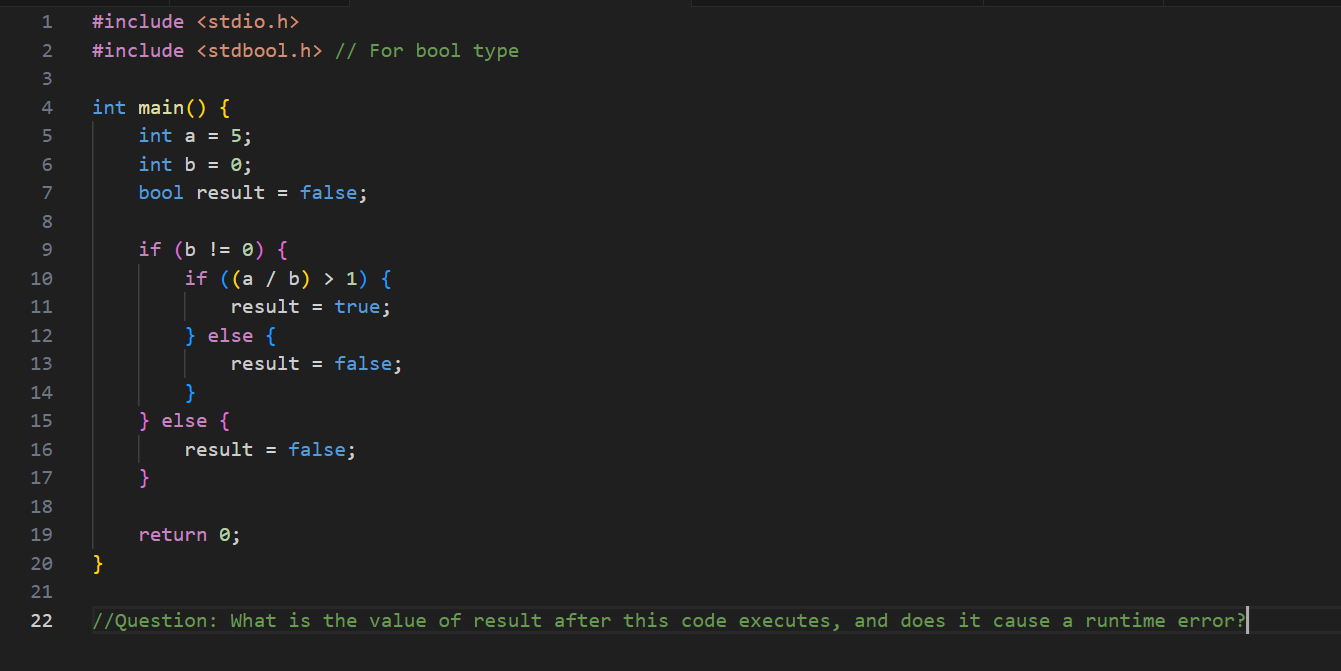 1 #include <stdio.h>
2 #include <stdbool.h> // For bool type
3
4 int main() {
5     int a = 5;
6     int b = 0;
7     bool result = false;
8
9     if (b != 0) {
10         if ((a / b) > 1) {
11             result = true;
12         } else {
13             result = false;
14         }
15     } else {
16         result = false;
17     }
18
19     return 0;
20 }
21
22 //Question: What is the value of result after this code executes, and does it cause a runtime error?